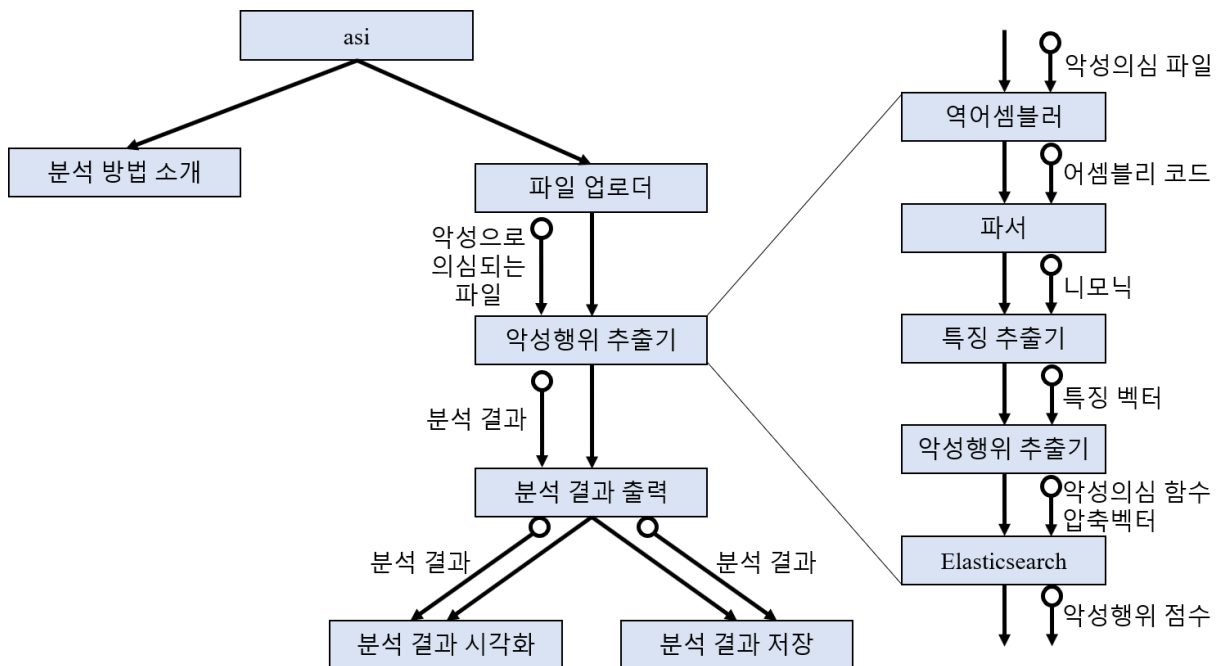 asi
분석 방법 소개
파일 업로더
악성으로
의심되는
파일
악성행위 추출기
분석 결과
분석 결과 출력
분석 결과
분석 결과
분석 결과 시각화
분석 결과 저장
악성의심 파일
역어셈블러
어셈블리 코드
파서
니모닉
특징 추출기
특징 벡터
악성행위 추출기
악성의심 함수
압축벡터
Elasticsearch
악성행위 점수